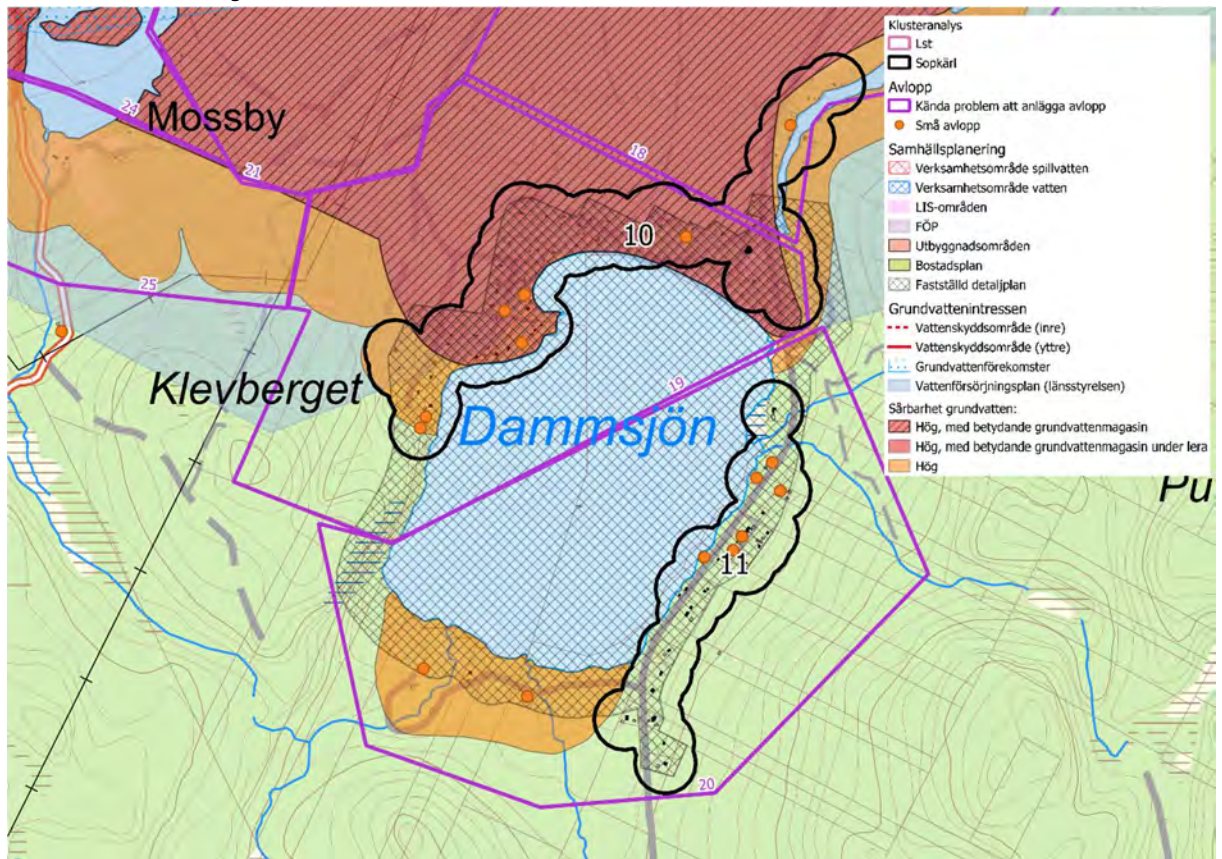 24
Mossby
21
18
10
25
Klevberget
Dammsjön
19
11
20
Pu
Klusteranalys
Lst
Sopkärl
Avlopp
Kända problem att anlägga avlopp
Små avlopp
Samhällsplanering
Verksamhetsområde spillvatten
Verksamhetsområde vatten
LIS-områden
FÖP
Utbyggnadsområden
Bostadsplan
Fastställd detaljplan
Grundvattenintressen
Vattenskyddsområde (inre)
Vattenskyddsområde (yttre)
Grundvattenförekomster
Vattenförsörjningsplan (länsstyrelsen)
Sårbarhet grundvatten:
Hög, med betydande grundvattenmagasin
Hög, med betydande grundvattenmagasin under lera
Hög